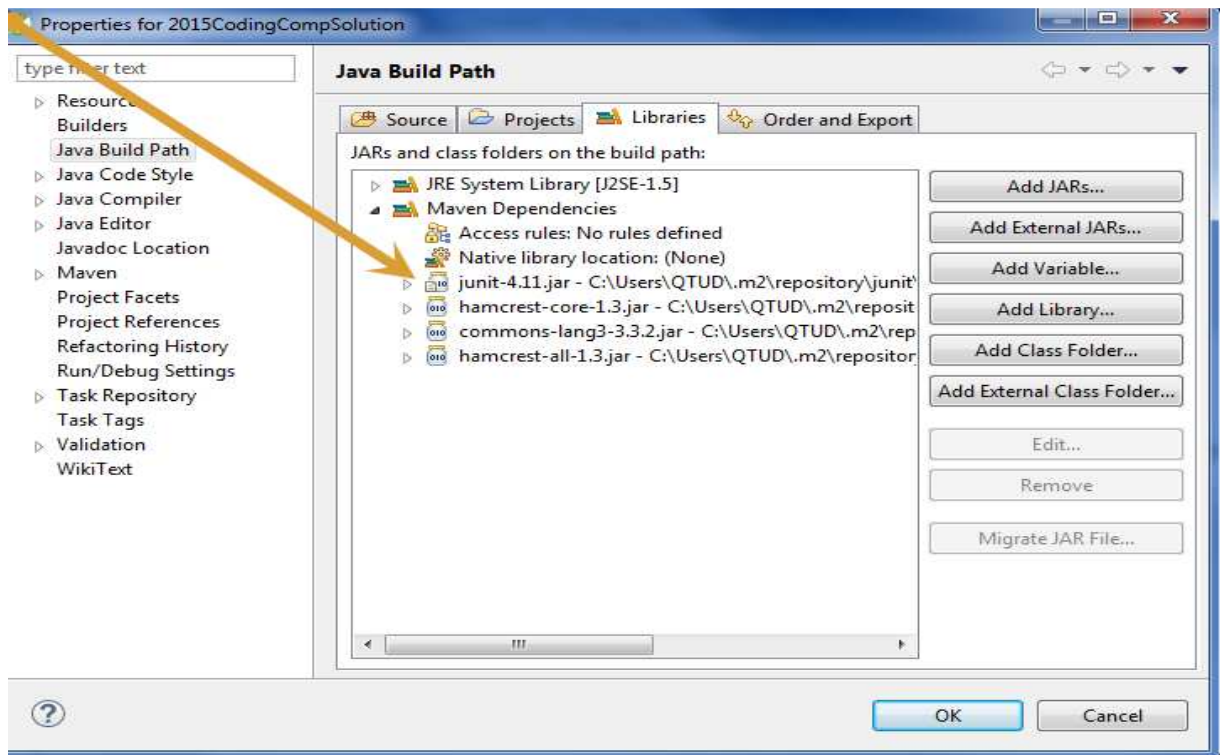 Properties for 2015CodingCompSolution
type filter text
Resource
Builders
Java Build Path
Java Code Style
Java Compiler
Java Editor
Javadoc Location
Maven
Project Facets
Project References
Refactoring History
Run/Debug Settings
Task Repository
Task Tags
Validation
WikiText
Java Build Path
Source Projects Libraries Order and Export
JARs and class folders on the build path:
JRE System Library [J2SE-1.5]
Maven Dependencies
Access rules: No rules defined
Native library location: (None)
junit-4.11.jar - C:\Users\QTUD\.m2\repository\junit\
hamcrest-core-1.3.jar - C:\Users\QTUD\.m2\reposit
commons-lang3-3.3.2.jar - C:\Users\QTUD\.m2\rep
hamcrest-all-1.3.jar - C:\Users\QTUD\.m2\repositor
Add JARs...
Add External JARs...
Add Variable...
Add Library...
Add Class Folder...
Add External Class Folder...
Edit...
Remove
Migrate JAR File...
OK Cancel